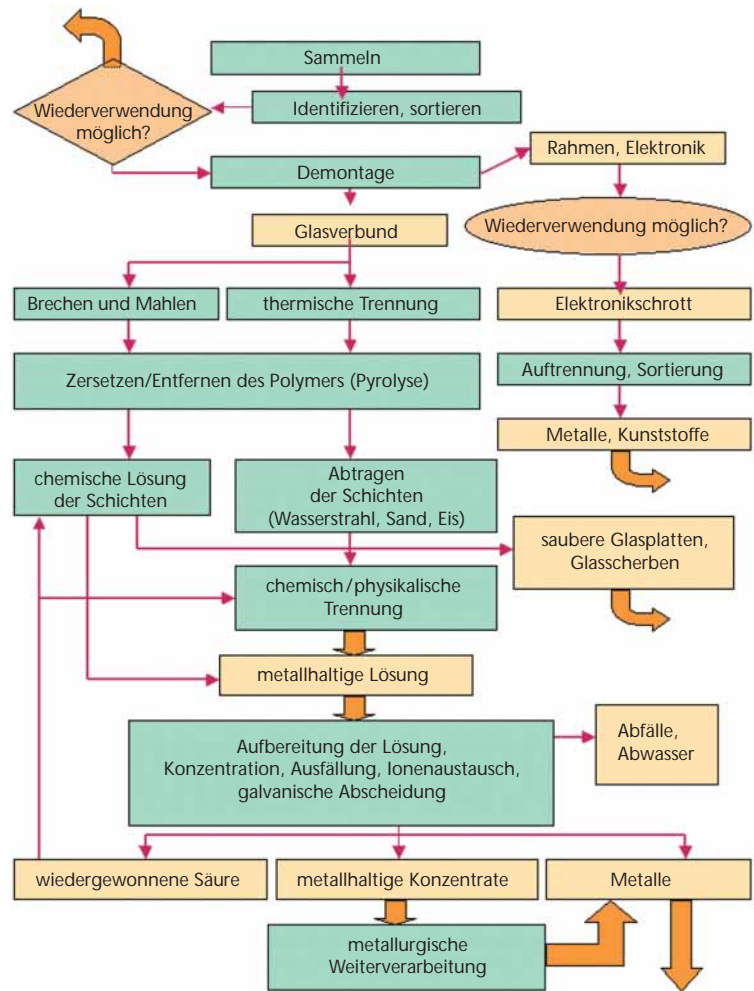 Sammeln
Wiederverwendung
möglich?
Identifizieren, sortieren
Demontage
Rahmen, Elektronik
Glasverbund
Wiederverwendung möglich?
Brechen und Mahlen
thermische Trennung
Elektronikschrott
Zersetzen/Entfernen des Polymers (Pyrolyse)
Auftrennung, Sortierung
Metalle, Kunststoffe
chemische Lösung
der Schichten
Abtragen
der Schichten
(Wasserstrahl, Sand, Eis)
saubere Glasplatten,
Glasscherben
chemisch/physikalische
Trennung
metallhaltige Lösung
Aufbereitung der Lösung,
Konzentration, Ausfällung, Ionenaustausch,
galvanische Abscheidung
Abfälle,
Abwasser
wiedergewonnene Säure
metallhaltige Konzentrate
Metalle
metallurgische
Weiterverarbeitung